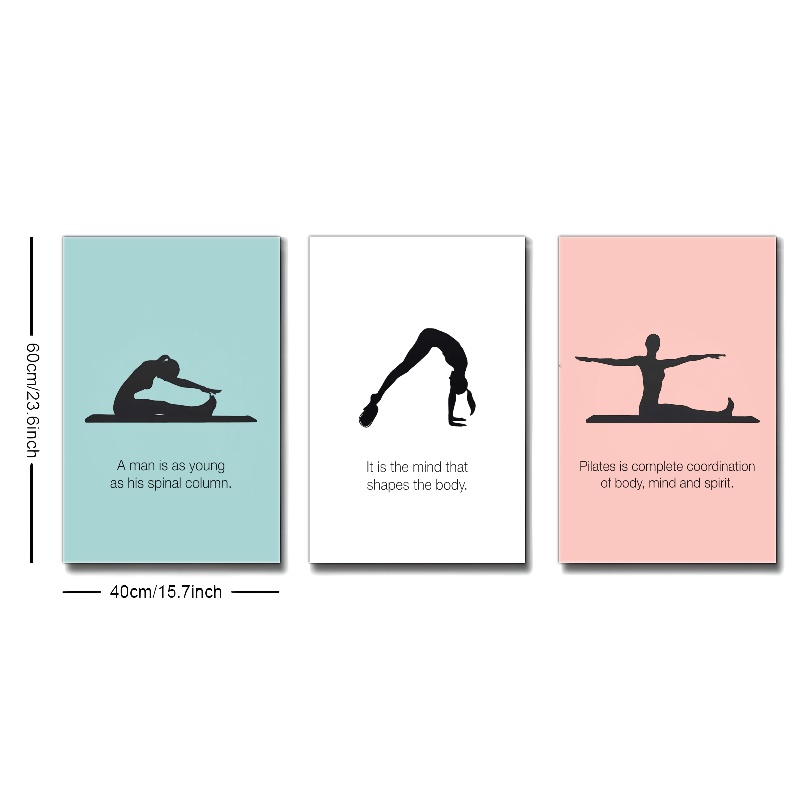 60cm/23.6inch
A man is as young
as his spinal column.
It is the mind that
shapes the body.
Pilates is complete coordination
of body, mind and spirit.
40cm/15.7inch